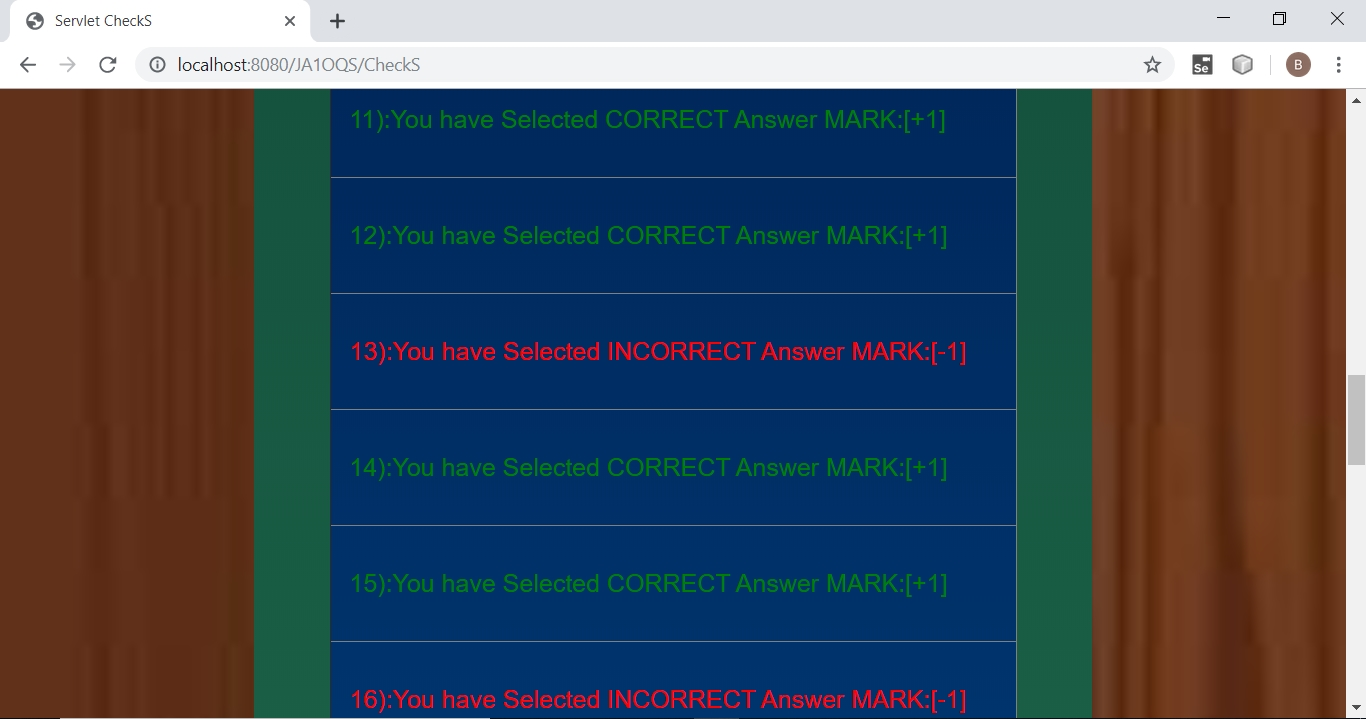 Servlet CheckS
localhost:8080/JA1OQS/CheckS
Se
B
11):You have Selected CORRECT Answer MARK:[+1]
12):You have Selected CORRECT Answer MARK:[+1]
13):You have Selected INCORRECT Answer MARK:[-1]
14):You have Selected CORRECT Answer MARK:[+1]
15):You have Selected CORRECT Answer MARK:[+1]
16):You have Selected INCORRECT Answer MARK:[-1]